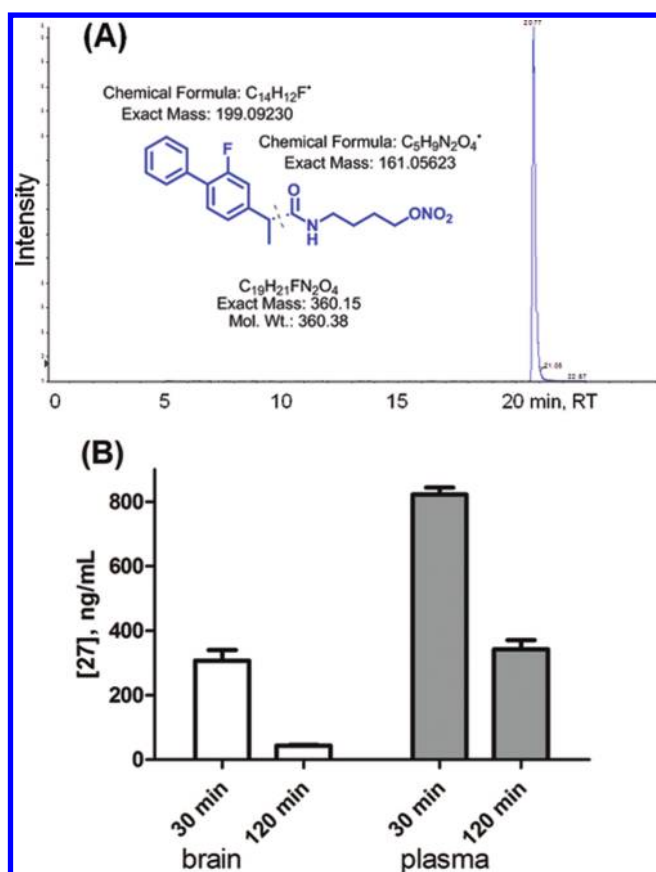 (A)
20.77
Chemical Formula: C₁₄H₁₂F•
Exact Mass: 199.09230
Chemical Formula: C₅H₉N₂O₄•
Exact Mass: 161.05623
F
O
ONO₂
N
H
C₁₉H₂₁FN₂O₄
Exact Mass: 360.15
Mol. Wt.: 360.38
Intensity
0 5 10 15 20 min, RT
(B)
[27], ng/mL
800
600
400
200
0
30 min 120 min 30 min 120 min
brain plasma